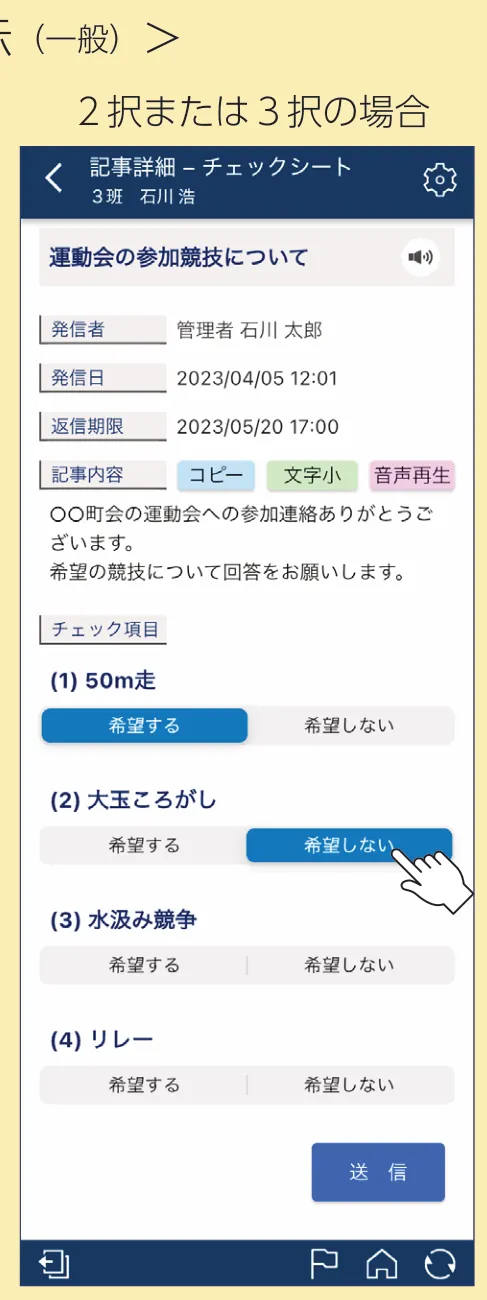 （一般）＞
２択または３択の場合
記事詳細 – チェックシート
３班 石川 浩
運動会の参加競技について
発信者 管理者 石川 太郎
発信日 2023/04/05 12:01
返信期限 2023/05/20 17:00
記事内容 コピー 文字小 音声再生
○○町会の運動会への参加連絡ありがとうご
ざいます。
希望の競技について回答をお願いします。
チェック項目
(1) 50m走
希望する 希望しない
(2) 大玉ころがし
希望する 希望しない
(3) 水汲み競争
希望する 希望しない
(4) リレー
希望する 希望しない
送 信